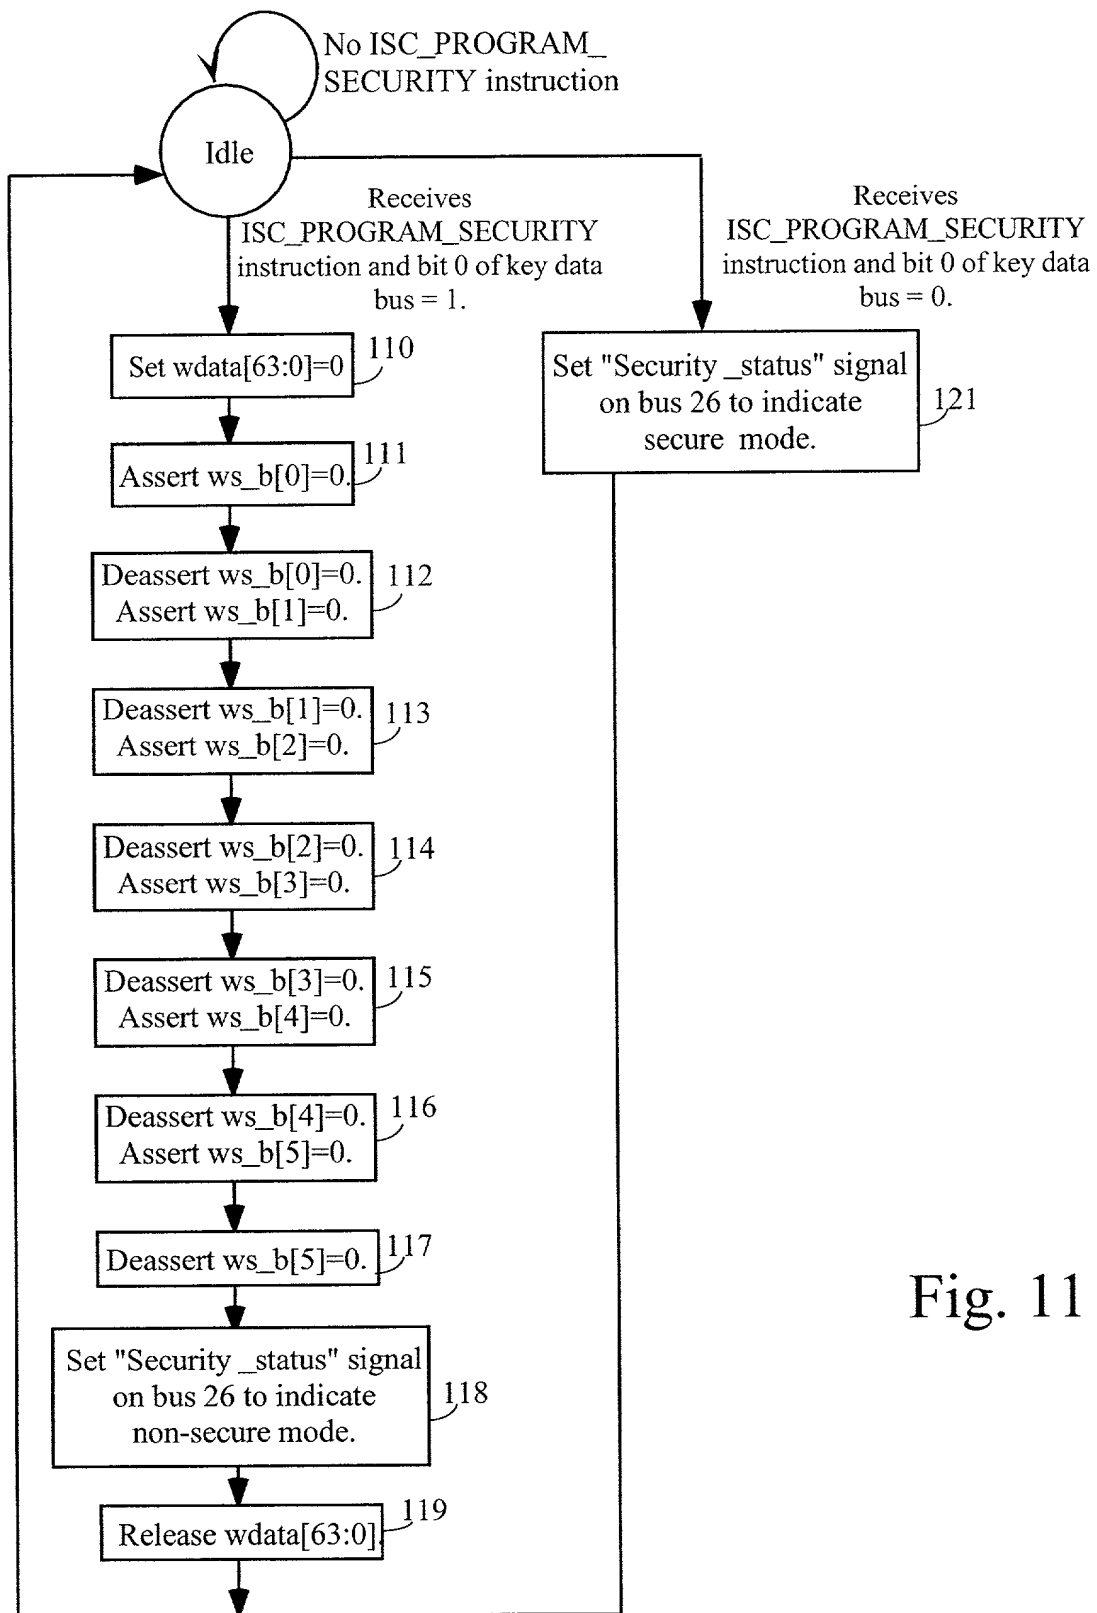 No ISC_PROGRAM_
SECURITY instruction
Idle
Receives
ISC_PROGRAM_SECURITY
instruction and bit 0 of key data
bus = 1.
Receives
ISC_PROGRAM_SECURITY
instruction and bit 0 of key data
bus = 0.
Set wdata[63:0]=0
110
Set "Security _status" signal
on bus 26 to indicate
secure mode.
121
Assert ws_b[0]=0.
111
Deassert ws_b[0]=0.
Assert ws_b[1]=0.
112
Deassert ws_b[1]=0.
Assert ws_b[2]=0.
113
Deassert ws_b[2]=0.
Assert ws_b[3]=0.
114
Deassert ws_b[3]=0.
Assert ws_b[4]=0.
115
Deassert ws_b[4]=0.
Assert ws_b[5]=0.
116
Deassert ws_b[5]=0.
117
Set "Security _status" signal
on bus 26 to indicate
non-secure mode.
118
Release wdata[63:0].
119
Fig. 11